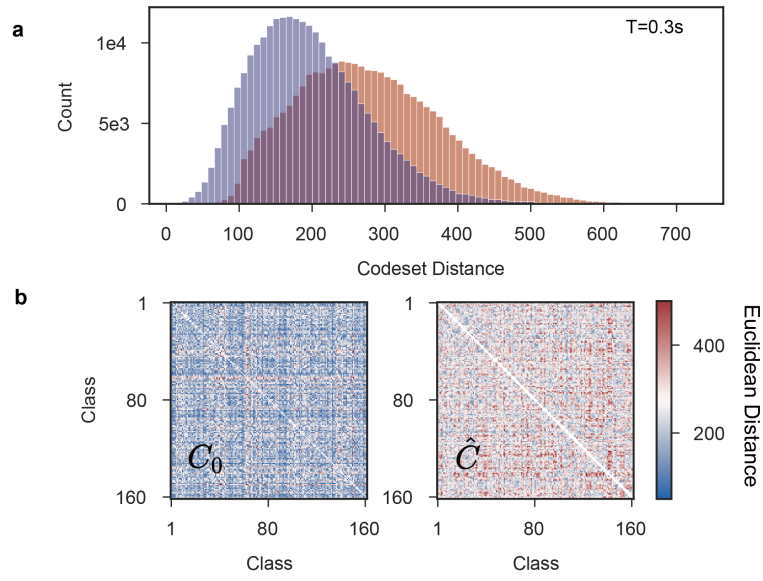 a
T=0.3s
1e4
5e3
0
Count
0 100 200 300 400 500 600 700
Codeset Distance
b
1
80
160
Class
C₀
1 80 160
Class
1
80
160
Ĉ
1 80 160
Class
400
200
Euclidean Distance